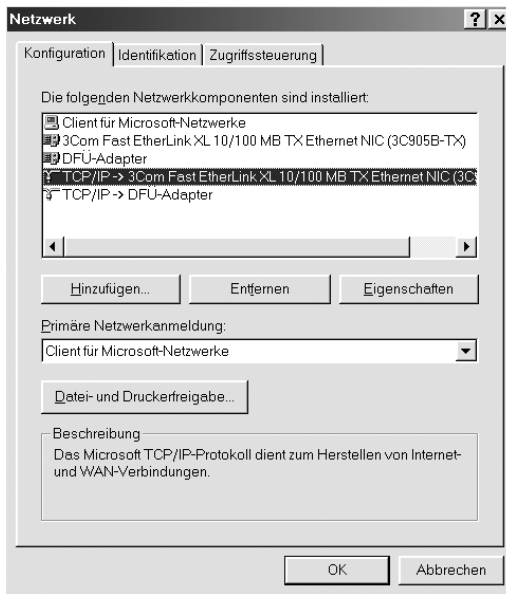 Netzwerk
Konfiguration Identifikation Zugriffssteuerung
Die folgenden Netzwerkkomponenten sind installiert:
Client für Microsoft-Netzwerke
3Com Fast EtherLink XL 10/100 MB TX Ethernet NIC (3C905B-TX)
DFÜ-Adapter
TCP/IP -> 3Com Fast EtherLink XL 10/100 MB TX Ethernet NIC (3C
TCP/IP -> DFÜ-Adapter
Hinzufügen... Entfernen Eigenschaften
Primäre Netzwerkanmeldung:
Client für Microsoft-Netzwerke
Datei- und Druckerfreigabe...
Beschreibung
Das Microsoft TCP/IP-Protokoll dient zum Herstellen von Internet-
und WAN-Verbindungen.
OK Abbrechen